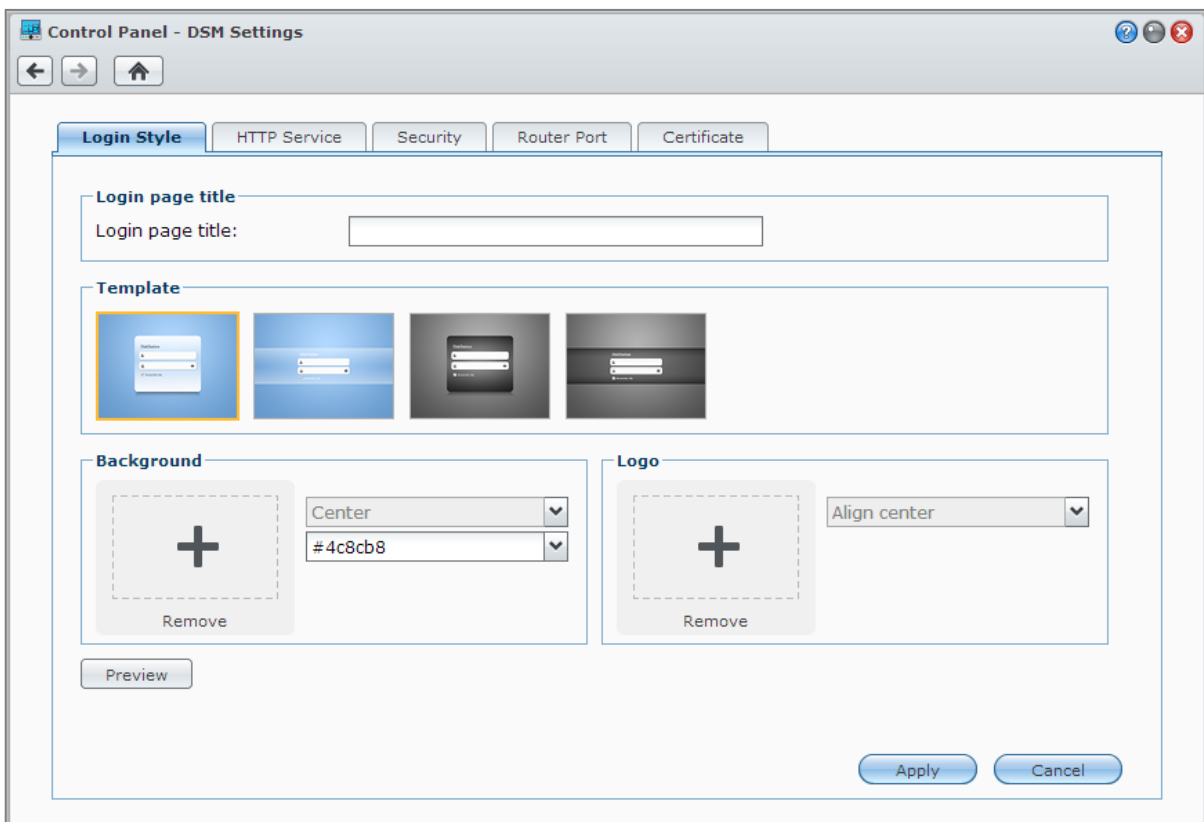 Control Panel - DSM Settings
Login Style HTTP Service Security Router Port Certificate
Login page title
Login page title:
Template
Background
Center
#4c8cb8
Remove
Logo
Align center
Remove
Preview
Apply Cancel